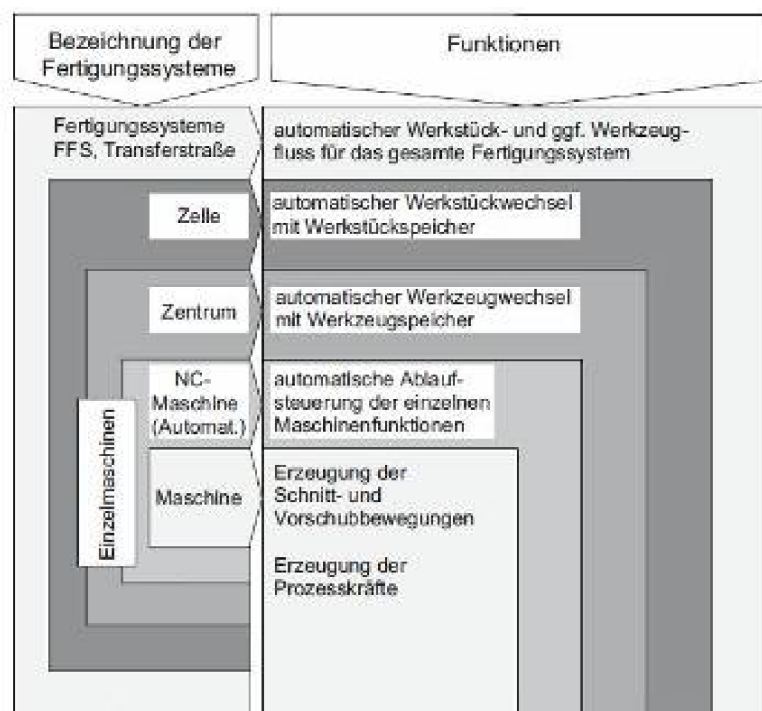 Bezeichnung der
Fertigungssysteme
Funktionen
Fertigungssysteme
FFS, Transferstraße
automatischer Werkstück- und ggf. Werkzeug-
fluss für das gesamte Fertigungssystem
Zelle
automatischer Werkstückwechsel
mit Werkstückspeicher
Zentrum
automatischer Werkzeugwechsel
mit Werkzeugspeicher
NC-
Maschine
(Automat.)
automatische Ablauf-
steuerung der einzelnen
Maschinenfunktionen
Einzelmaschinen
Maschine
Erzeugung der
Schnitt- und
Vorschubbewegungen
Erzeugung der
Prozesskräfte